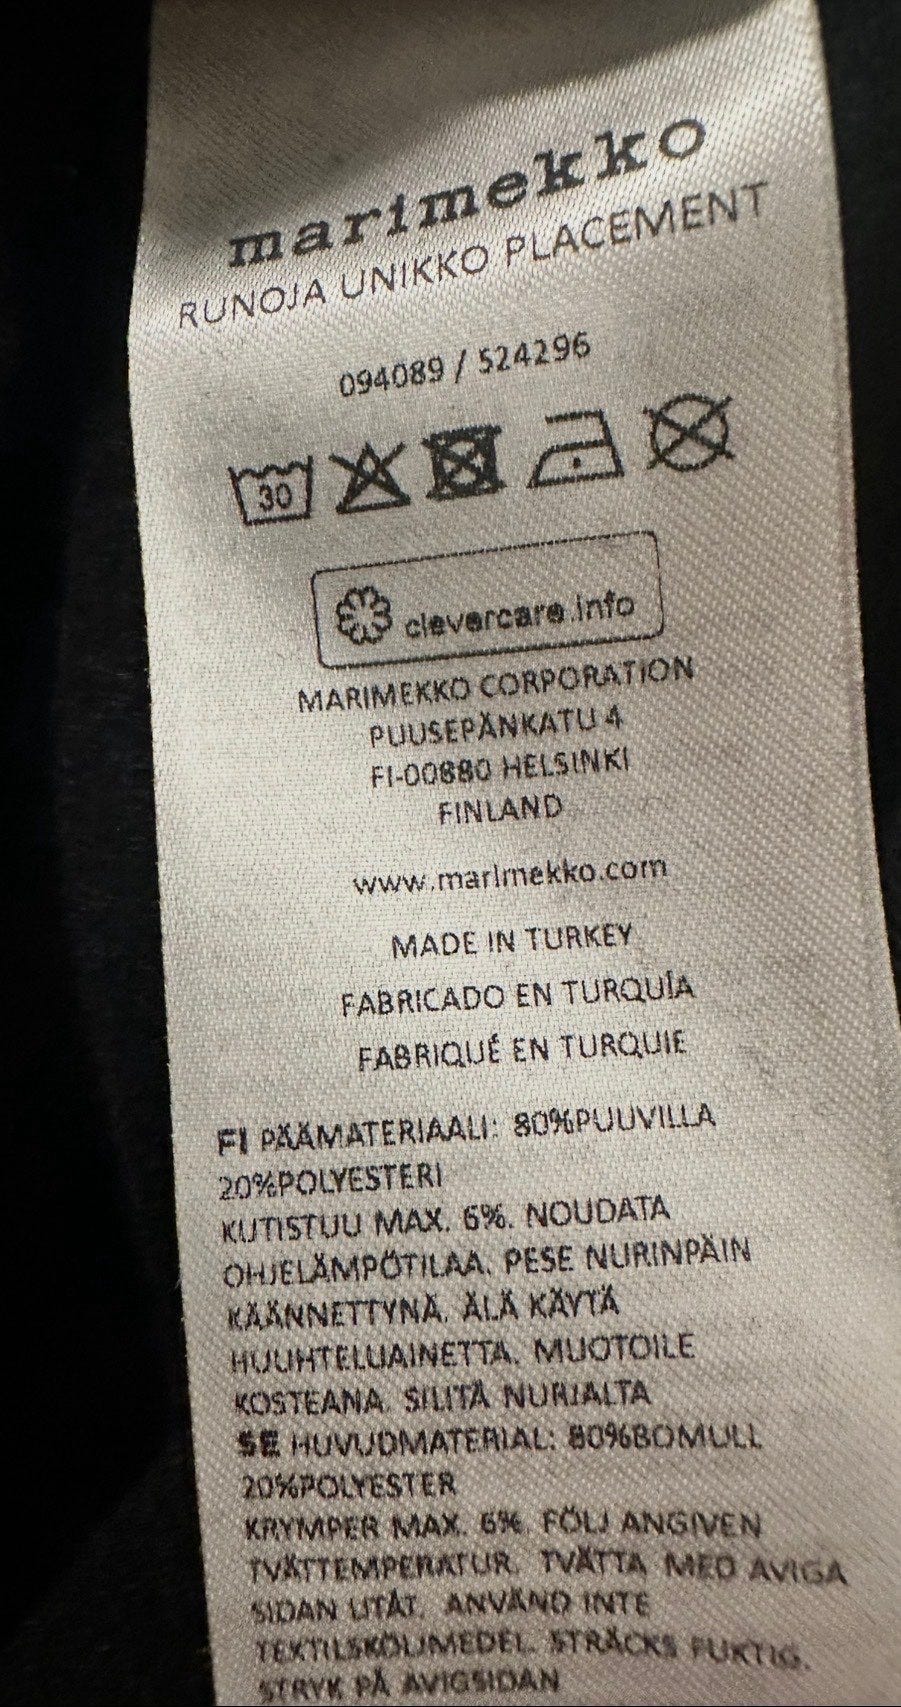 marimekko
RUNOJA UNIKKO PLACEMENT
094089 / 524296
30
clevercare.info
MARIMEKKO CORPORATION
PUUSEPÄNKATU 4
FI-00880 HELSINKI
FINLAND
www.marimekko.com
MADE IN TURKEY
FABRICADO EN TURQUÍA
FABRIQUÉ EN TURQUIE
FI PÄÄMATERIAALI: 80%PUUVILLA
20%POLYESTERI
KUTISTUU MAX. 6%. NOUDATA
OHJELÄMPÖTILAA. PESE NURINPÄIN
KÄÄNNETTYNÄ. ÄLÄ KÄYTÄ
HUUHTELUAINETTA. MUOTOILE
KOSTEANA. SILITÄ NURJALTA
SE HUVUDMATERIAL: 80%BOMULL
20%POLYESTER
KRYMPER MAX. 6%. FÖLJ ANGIVEN
TVÄTTEMPERATUR. TVÄTTA MED AVIGA
SIDAN UTÅT. ANVÄND INTE
TEXTILSKÖLJMEDEL. STRÄCKS FUKTIG.
STRYK PÅ AVIGSIDAN